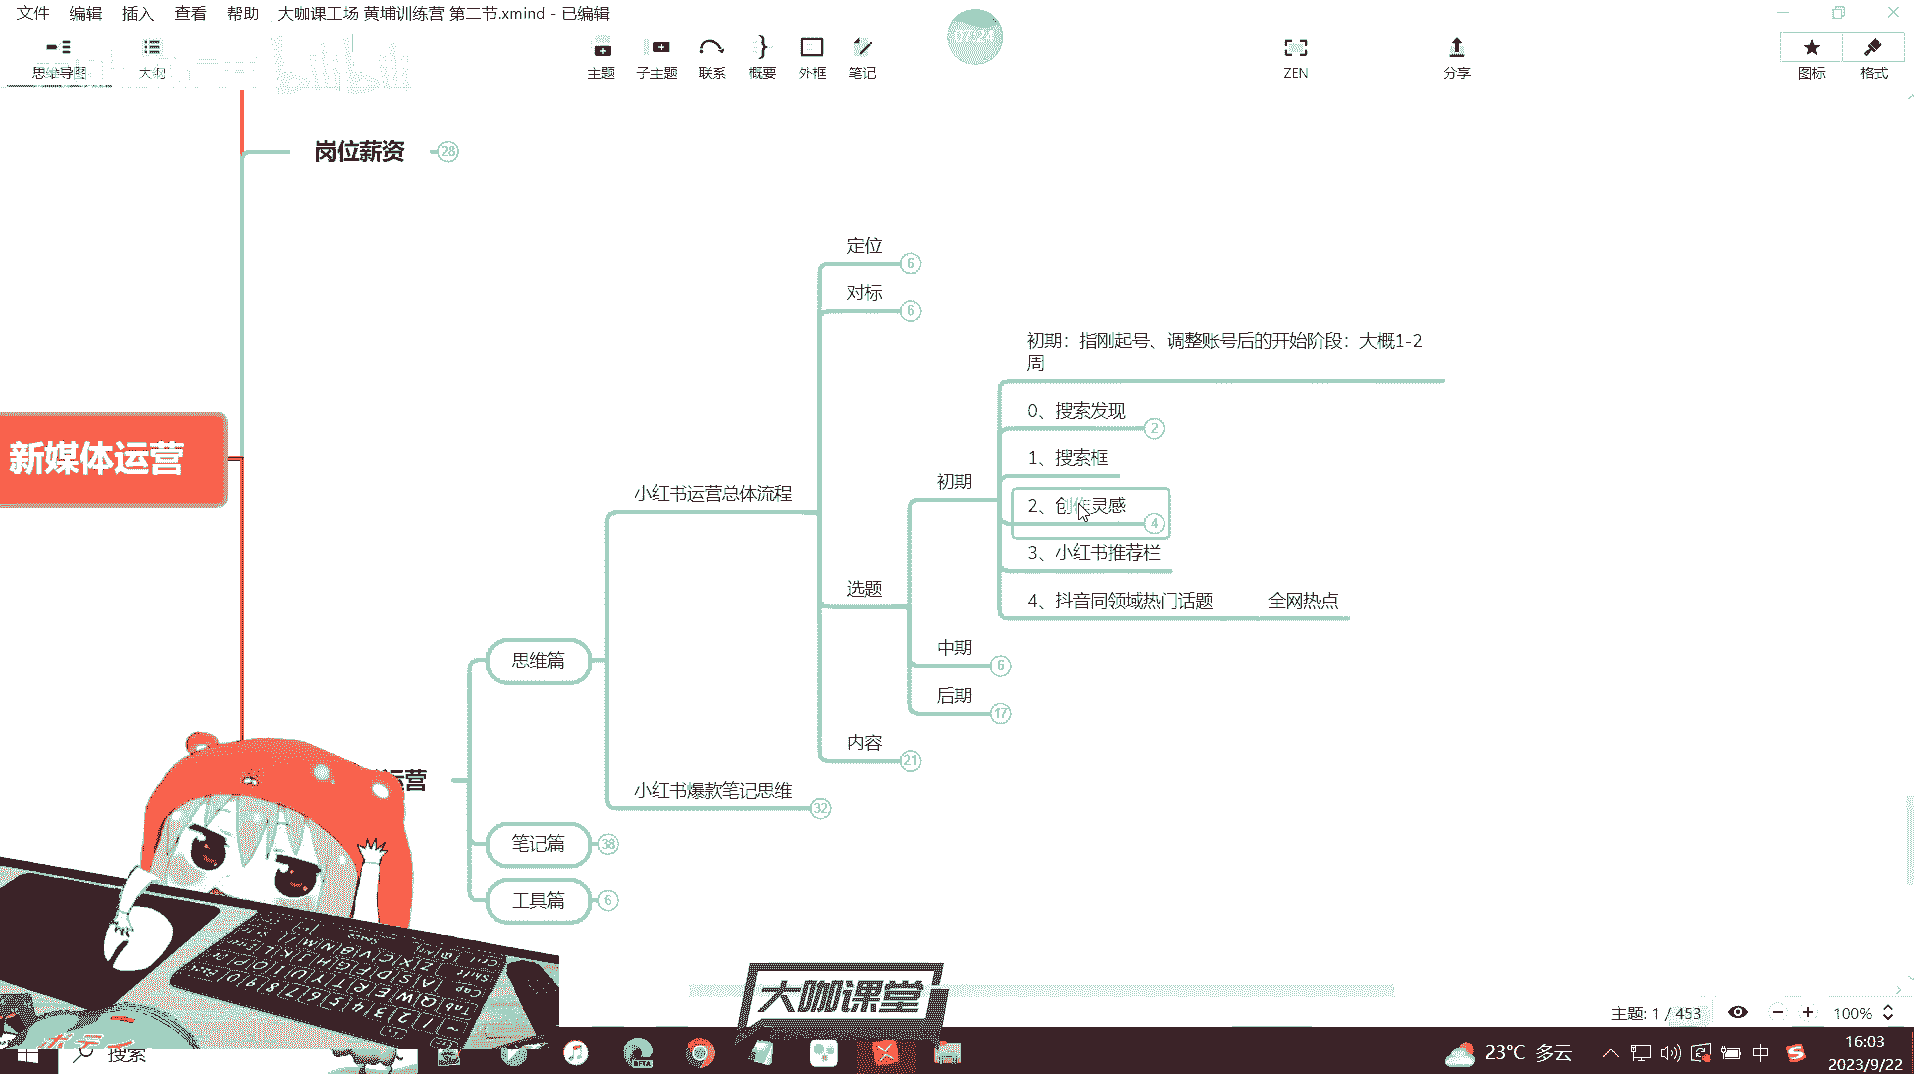 文件 编辑 插入 查看 帮助 大咖课工场 黄埔训练营 第二节.xmind - 已编辑
思维导图 大纲 主题 子主题 联系 概要 外框 笔记 ZEN 分享 图标 格式
07:24
岗位薪资 28
定位 6
对标 6
初期：指刚起号、调整账号后的开始阶段：大概1-2
周
0、搜索发现 2
1、搜索框
新媒体运营
初期
小红书运营总体流程
2、创作灵感 4
3、小红书推荐栏
选题
4、抖音同领域热门话题 全网热点
中期 6
思维篇
后期 17
内容 21
运营
小红书爆款笔记思维 32
笔记篇 38
工具篇 6
大咖课堂
主题: 1 / 453 100%
搜索
BETA
23°C 多云
中
16:03
2023/9/22